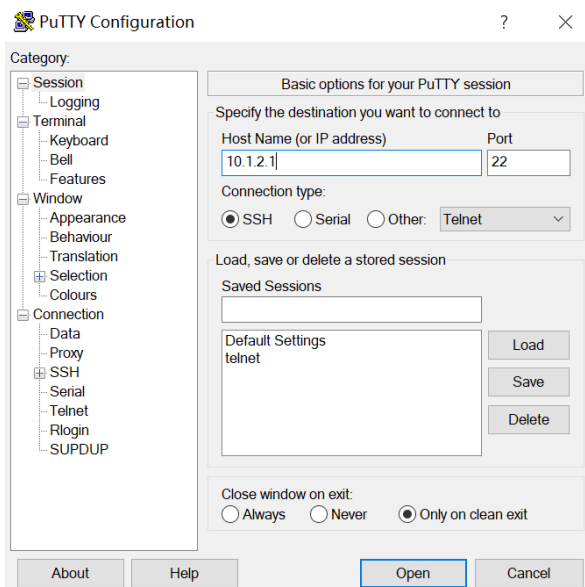 PuTTY Configuration
? ×
Category:
Session
Logging
Terminal
Keyboard
Bell
Features
Window
Appearance
Behaviour
Translation
Selection
Colours
Connection
Data
Proxy
SSH
Serial
Telnet
Rlogin
SUPDUP
Basic options for your PuTTY session
Specify the destination you want to connect to
Host Name (or IP address) Port
10.1.2.1 22
Connection type:
SSH Serial Other: Telnet
Load, save or delete a stored session
Saved Sessions
Default Settings
telnet
Load
Save
Delete
Close window on exit:
Always Never Only on clean exit
About Help Open Cancel